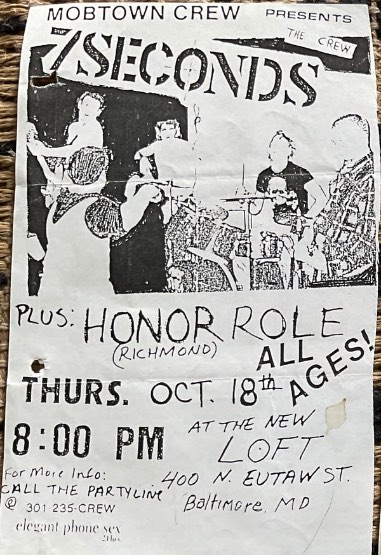 MOBTOWN CREW PRESENTS
THE CREW
7SECONDS
PLUS: HONOR ROLE
(RICHMOND)
ALL AGES!
THURS. OCT. 18th
8:00 PM
AT THE NEW
LOFT
400 N. EUTAW ST.
Baltimore, MD
For More Info:
CALL THE PARTYLINE
@ 301 235-CREW
elegant phone sex